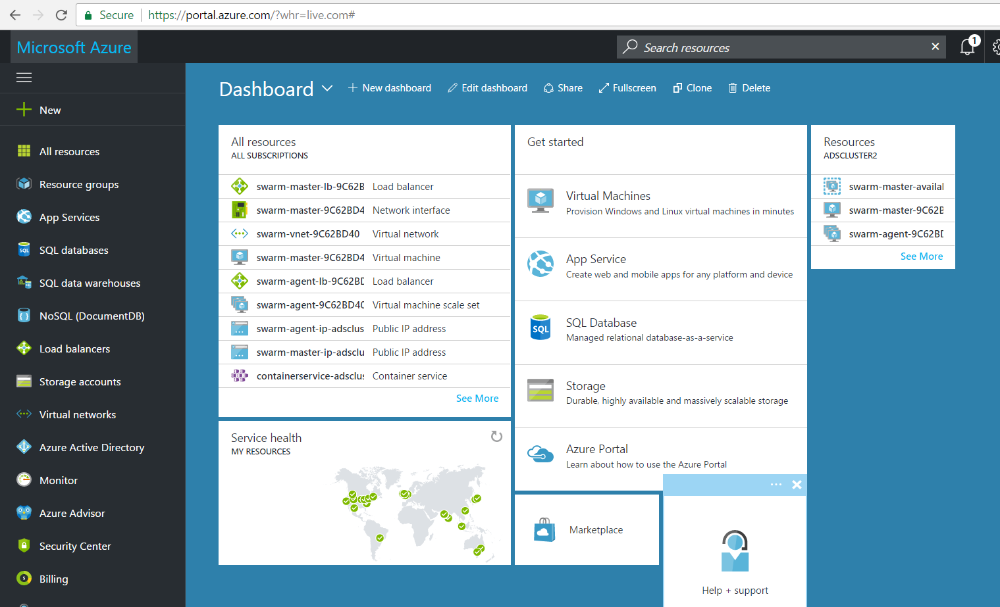 Secure
https://portal.azure.com/?whr=live.com#
Microsoft Azure
Search resources
1
Dashboard
New dashboard
Edit dashboard
Share
Fullscreen
Clone
Delete
New
All resources
Resource groups
App Services
SQL databases
SQL data warehouses
NoSQL (DocumentDB)
Load balancers
Storage accounts
Virtual networks
Azure Active Directory
Monitor
Azure Advisor
Security Center
Billing
All resources
ALL SUBSCRIPTIONS
swarm-master-lb-9C62B Load balancer
swarm-master-9C62BD4 Network interface
swarm-vnet-9C62BD40 Virtual network
swarm-master-9C62BD4 Virtual machine
swarm-agent-lb-9C62BD Load balancer
swarm-agent-9C62BD40 Virtual machine scale set
swarm-agent-ip-adsclus Public IP address
swarm-master-ip-adsclu Public IP address
containerservice-adsclus Container service
See More
Service health
MY RESOURCES
Get started
Virtual Machines
Provision Windows and Linux virtual machines in minutes
App Service
Create web and mobile apps for any platform and device
SQL
SQL Database
Managed relational database-as-a-service
Storage
Durable, highly available and massively scalable storage
Azure Portal
Learn about how to use the Azure Portal
Marketplace
Help + support
Resources
ADSCLUSTER2
swarm-master-availal
swarm-master-9C62B
swarm-agent-9C62BD
See More